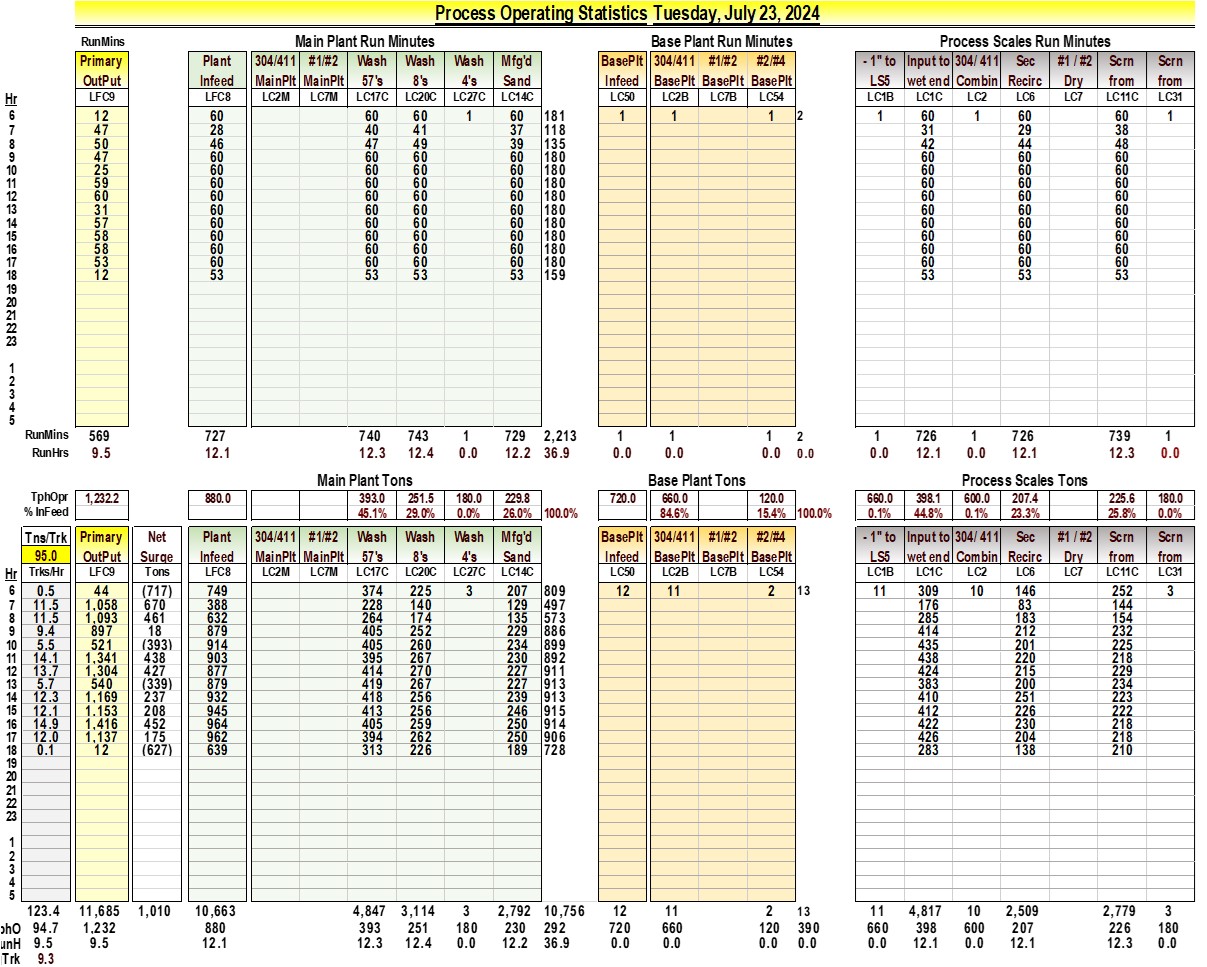 Process Operating Statistics Tuesday, July 23, 2024
RunMins Main Plant Run Minutes Base Plant Run Minutes Process Scales Run Minutes
Primary Plant 304/411 #1/#2 Wash Wash Wash Mfg'd BasePlt 304/411 #1/#2 #2/#4 - 1" to Input to 304/ 411 Sec #1 / #2 Scrn Scrn
OutPut Infeed MainPlt MainPlt 57's 8's 4's Sand Infeed BasePlt BasePlt BasePlt LS5 wet end Combin Recirc Dry from from
Hr LFC9 LFC8 LC2M LC7M LC17C LC20C LC27C LC14C LC50 LC2B LC7B LC54 LC1B LC1C LC2 LC6 LC7 LC11C LC31
6 12 60 60 60 1 60 181 1 1 1 2 1 60 1 60 60 1
7 47 28 40 41 37 118 31 29 38
8 50 46 47 49 39 135 42 44 48
9 47 60 60 60 60 180 60 60 60
10 25 60 60 60 60 180 60 60 60
11 59 60 60 60 60 180 60 60 60
12 60 60 60 60 60 180 60 60 60
13 31 60 60 60 60 180 60 60 60
14 57 60 60 60 60 180 60 60 60
15 58 60 60 60 60 180 60 60 60
16 58 60 60 60 60 180 60 60 60
17 53 60 60 60 60 180 60 60 60
18 12 53 53 53 53 159 53 53 53
19
20
21
22
23
1
2
3
4
5
RunMins 569 727 740 743 1 729 2,213 1 1 1 2 1 726 1 726 739 1
RunHrs 9.5 12.1 12.3 12.4 0.0 12.2 36.9 0.0 0.0 0.0 0.0 0.0 12.1 0.0 12.1 12.3 0.0
Main Plant Tons Base Plant Tons Process Scales Tons
TphOpr 1,232.2 880.0 393.0 251.5 180.0 229.8 720.0 660.0 120.0 660.0 398.1 600.0 207.4 225.6 180.0
% InFeed 45.1% 29.0% 0.0% 26.0% 100.0% 84.6% 15.4% 100.0% 0.1% 44.8% 0.1% 23.3% 25.8% 0.0%
Tns/Trk Primary Net Plant 304/411 #1/#2 Wash Wash Wash Mfg'd BasePlt 304/411 #1/#2 #2/#4 - 1" to Input to 304/ 411 Sec #1 / #2 Scrn Scrn
95.0 OutPut Surge Infeed MainPlt MainPlt 57's 8's 4's Sand Infeed BasePlt BasePlt BasePlt LS5 wet end Combin Recirc Dry from from
Hr Trks/Hr LFC9 Tons LFC8 LC2M LC7M LC17C LC20C LC27C LC14C LC50 LC2B LC7B LC54 LC1B LC1C LC2 LC6 LC7 LC11C LC31
6 0.5 44 (717) 749 374 225 3 207 809 12 11 2 13 11 309 10 146 252 3
7 11.5 1,058 670 388 228 140 129 497 176 83 144
8 11.5 1,093 461 632 264 174 135 573 285 183 154
9 9.4 897 18 879 405 252 229 886 414 212 232
10 5.5 521 (393) 914 405 260 234 899 435 201 225
11 14.1 1,341 438 903 395 267 230 892 438 220 218
12 13.7 1,304 427 877 414 270 227 911 424 215 229
13 5.7 540 (339) 879 419 267 227 913 383 200 234
14 12.3 1,169 237 932 418 256 239 913 410 251 223
15 12.1 1,153 208 945 413 256 246 915 412 226 222
16 14.9 1,416 452 964 405 259 250 914 422 230 218
17 12.0 1,137 175 962 394 262 250 906 426 204 218
18 0.1 12 (627) 639 313 226 189 728 283 138 210
19
20
21
22
23
1
2
3
4
5
123.4 11,685 1,010 10,663 4,847 3,114 3 2,792 10,756 12 11 2 13 11 4,817 10 2,509 2,779 3
phO 94.7 1,232 880 393 251 180 230 292 720 660 120 390 660 398 600 207 226 180
unH 9.5 9.5 12.1 12.3 12.4 0.0 12.2 36.9 0.0 0.0 0.0 0.0 0.0 12.1 0.0 12.1 12.3 0.0
Trk 9.3